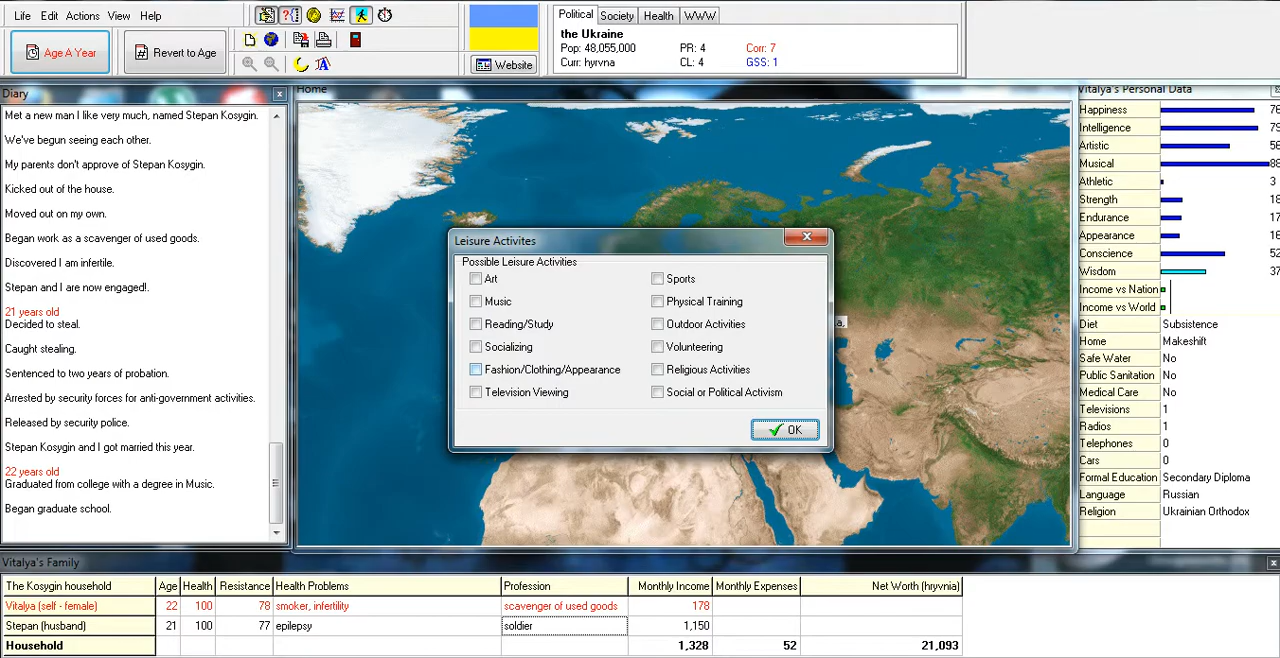 Life Edit Actions View Help
Age A Year
Revert to Age
Website
Political Society Health WWW
the Ukraine
Pop: 48,055,000 PR: 4 Corr: 7
Curr: hyrvna CL: 4 GSS: 1
Diary
Met a new man I like very much, named Stepan Kosygin.
We've begun seeing each other.
My parents don't approve of Stepan Kosygin.
Kicked out of the house.
Moved out on my own.
Began work as a scavenger of used goods.
Discovered I am infertile.
Stepan and I are now engaged!.
21 years old
Decided to steal.
Caught stealing.
Sentenced to two years of probation.
Arrested by security forces for anti-government activities.
Released by security police.
Stepan Kosygin and I got married this year.
22 years old
Graduated from college with a degree in Music.
Began graduate school.
Home
Leisure Activites
Possible Leisure Activities
Art Sports
Music Physical Training
Reading/Study Outdoor Activities
Socializing Volunteering
Fashion/Clothing/Appearance Religious Activities
Television Viewing Social or Political Activism
OK
Vitalya's Personal Data
Happiness
Intelligence 79
Artistic
Musical 88
Athletic 3
Strength 18
Endurance 17
Appearance
Conscience 52
Wisdom 37
Income vs Nation
Income vs World
Diet Subsistence
Home Makeshift
Safe Water No
Public Sanitation No
Medical Care No
Televisions 1
Radios 1
Telephones 0
Cars 0
Formal Education Secondary Diploma
Language Russian
Religion Ukrainian Orthodox
Vitalya's Family
The Kosygin household Age Health Resistance Health Problems Profession Monthly Income Monthly Expenses Net Worth (hryvnia)
Vitalya (self - female) 22 100 78 smoker, infertility scavenger of used goods 178
Stepan (husband) 21 100 77 epilepsy soldier 1,150
Household 1,328 52 21,093